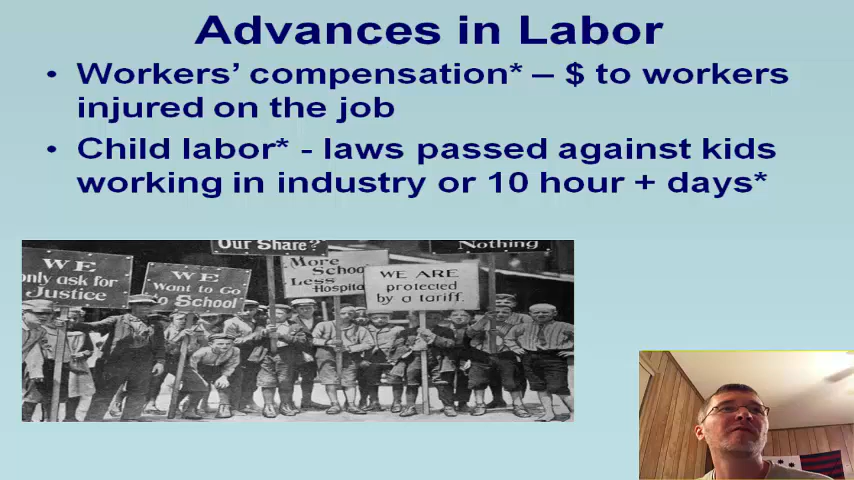 Advances in Labor
• Workers' compensation* – $ to workers
injured on the job
• Child labor* - laws passed against kids
working in industry or 10 hour + days*
Our Share?
Nothing
WE
only ask for
Justice
WE
Want to Go
to School
More
School
Less
Hospital
WE ARE
protected
by a tariff.